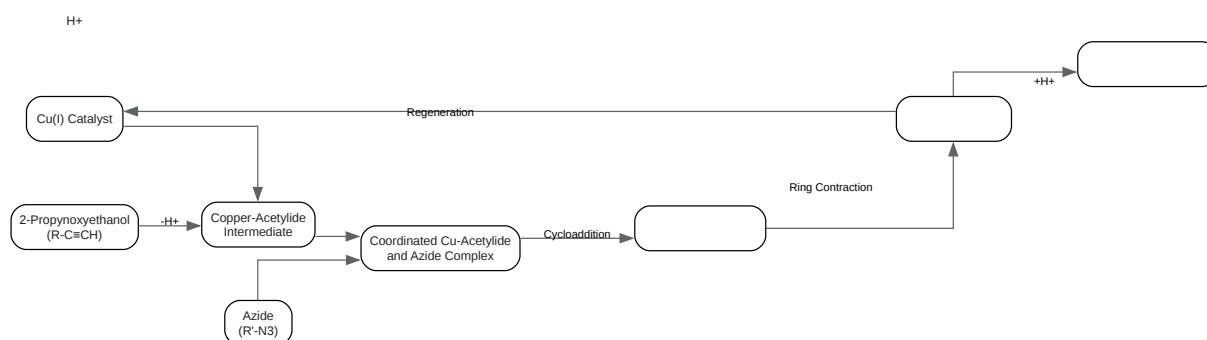 H+
+H+
Regeneration
Cu(I) Catalyst
Ring Contraction
2-Propynoxyethanol
(R-C≡CH)
-H+
Copper-Acetylide
Intermediate
Coordinated Cu-Acetylide
and Azide Complex
Cycloaddition
Azide
(R'-N3)